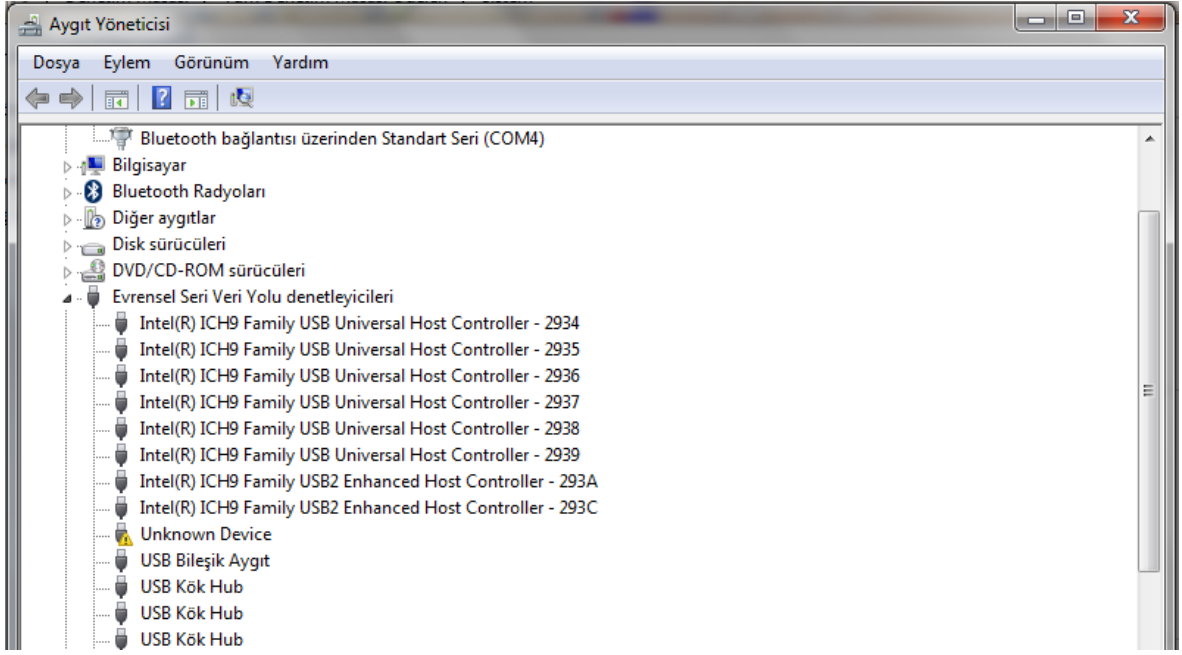 Aygıt Yöneticisi
Dosya Eylem Görünüm Yardım
Bluetooth bağlantısı üzerinden Standart Seri (COM4)
Bilgisayar
Bluetooth Radyoları
Diğer aygıtlar
Disk sürücüleri
DVD/CD-ROM sürücüleri
Evrensel Seri Veri Yolu denetleyicileri
Intel(R) ICH9 Family USB Universal Host Controller - 2934
Intel(R) ICH9 Family USB Universal Host Controller - 2935
Intel(R) ICH9 Family USB Universal Host Controller - 2936
Intel(R) ICH9 Family USB Universal Host Controller - 2937
Intel(R) ICH9 Family USB Universal Host Controller - 2938
Intel(R) ICH9 Family USB Universal Host Controller - 2939
Intel(R) ICH9 Family USB2 Enhanced Host Controller - 293A
Intel(R) ICH9 Family USB2 Enhanced Host Controller - 293C
Unknown Device
USB Bileşik Aygıt
USB Kök Hub
USB Kök Hub
USB Kök Hub